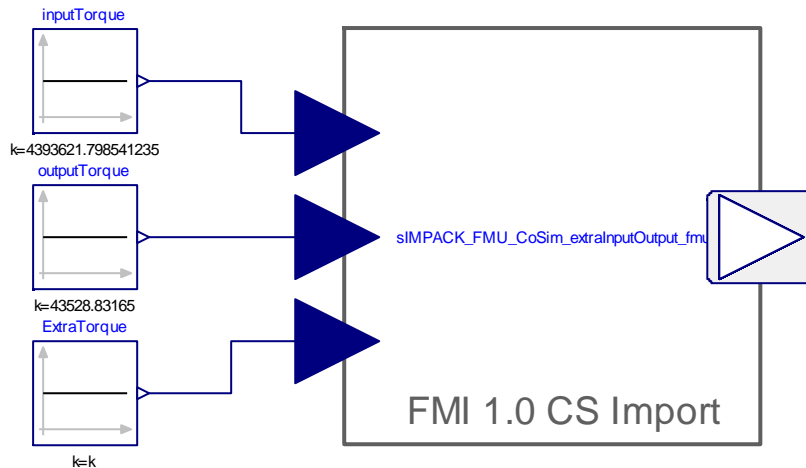 inputTorque
k=4393621.798541235
outputTorque
sIMPACK_FMU_CoSim_extraInputOutput_fmu
k=43528.83165
ExtraTorque
FMI 1.0 CS Import
k=k